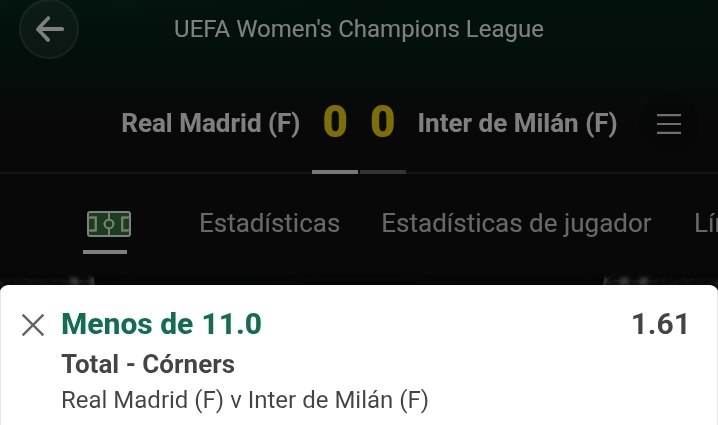 UEFA Women's Champions League
Real Madrid (F) 0 0 Inter de Milán (F)
Estadísticas Estadísticas de jugador Lí
Menos de 11.0 1.61
Total - Córners
Real Madrid (F) v Inter de Milán (F)